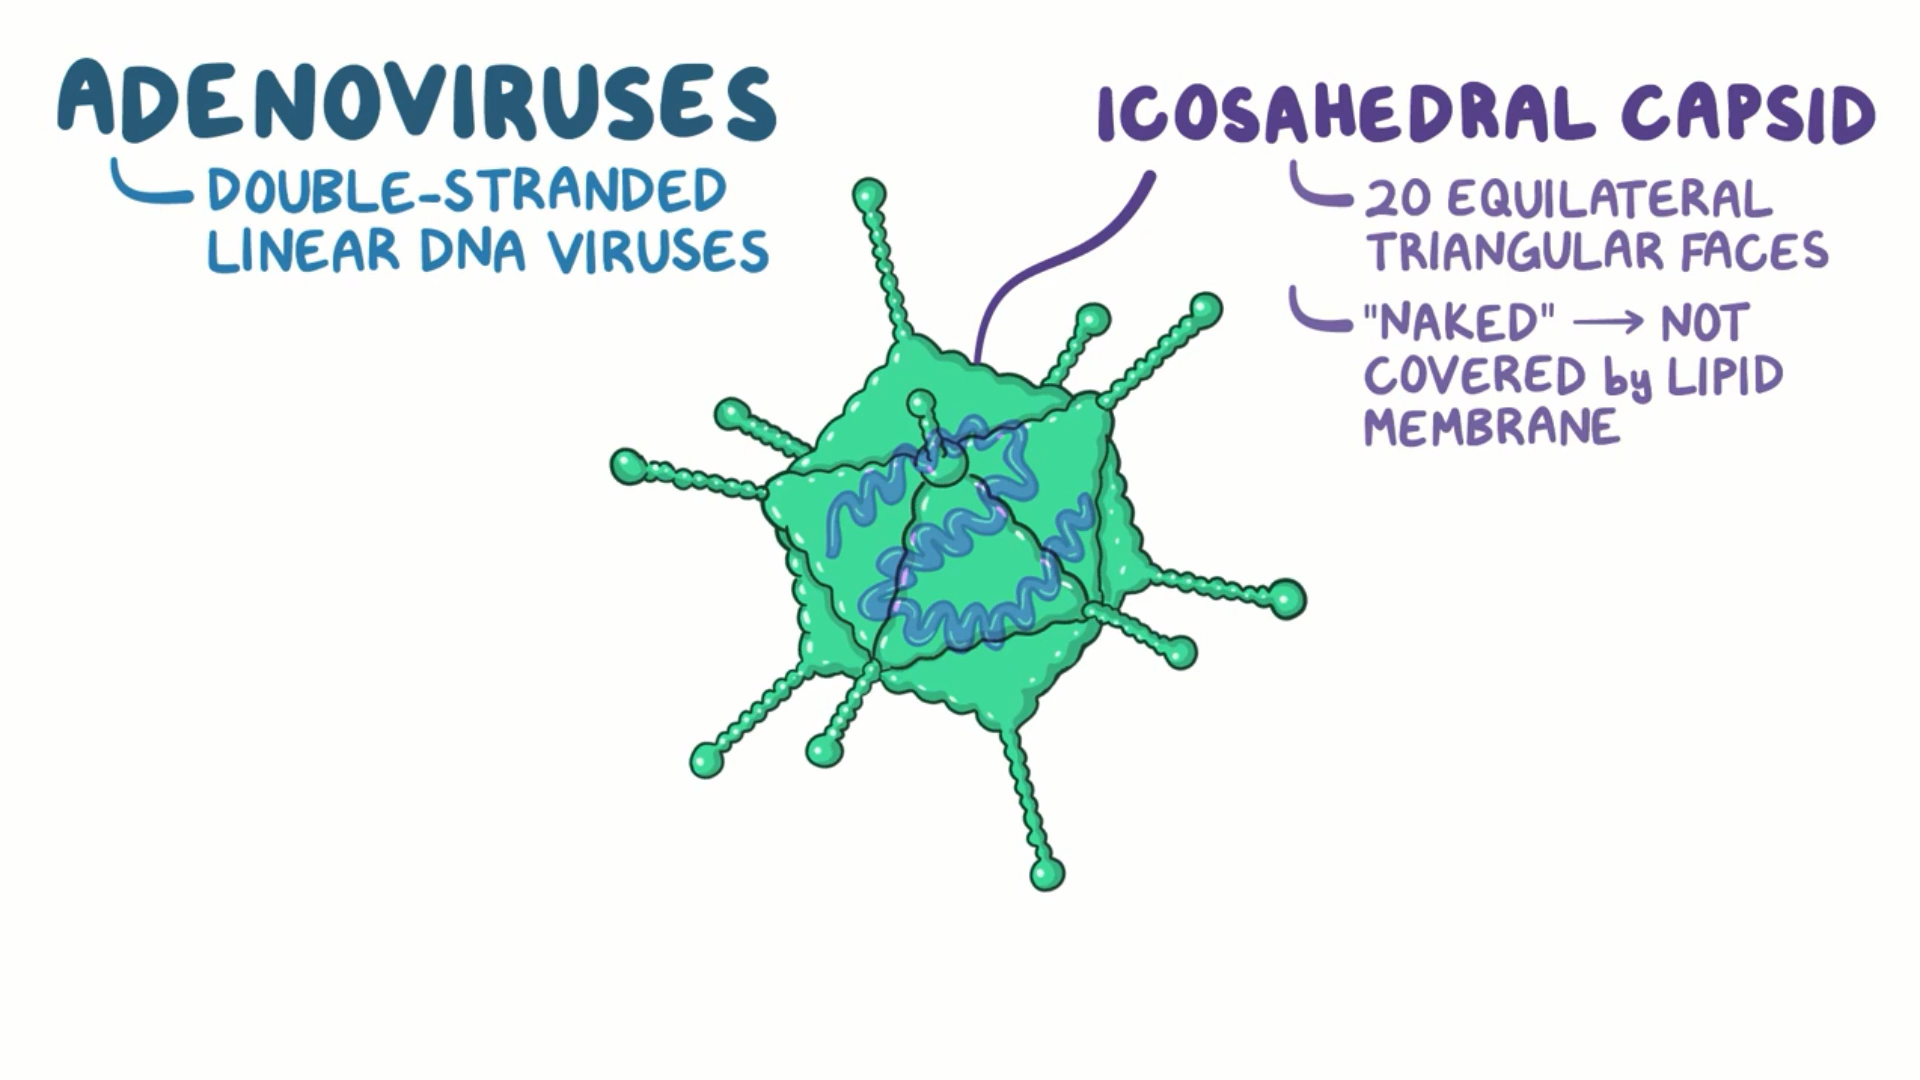 ADENOVIRUSES
DOUBLE-STRANDED
LINEAR DNA VIRUSES
ICOSAHEDRAL CAPSID
20 EQUILATERAL
TRIANGULAR FACES
"NAKED" → NOT
COVERED by LIPID
MEMBRANE